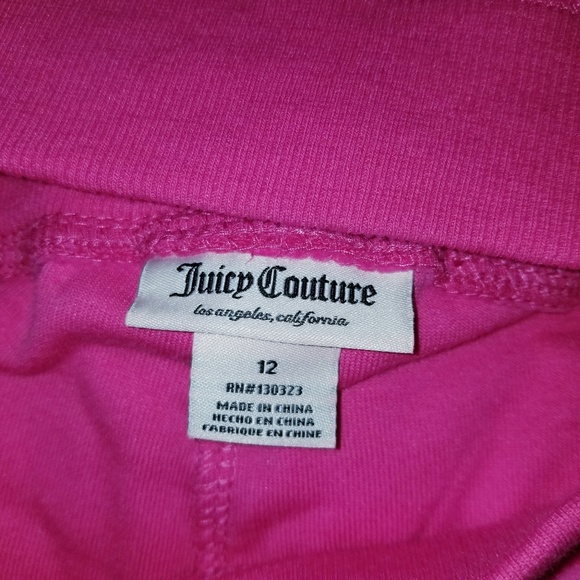 Juicy Couture
los angeles, california
12
RN#130323
MADE IN CHINA
HECHO EN CHINA
FABRIQUE EN CHINE